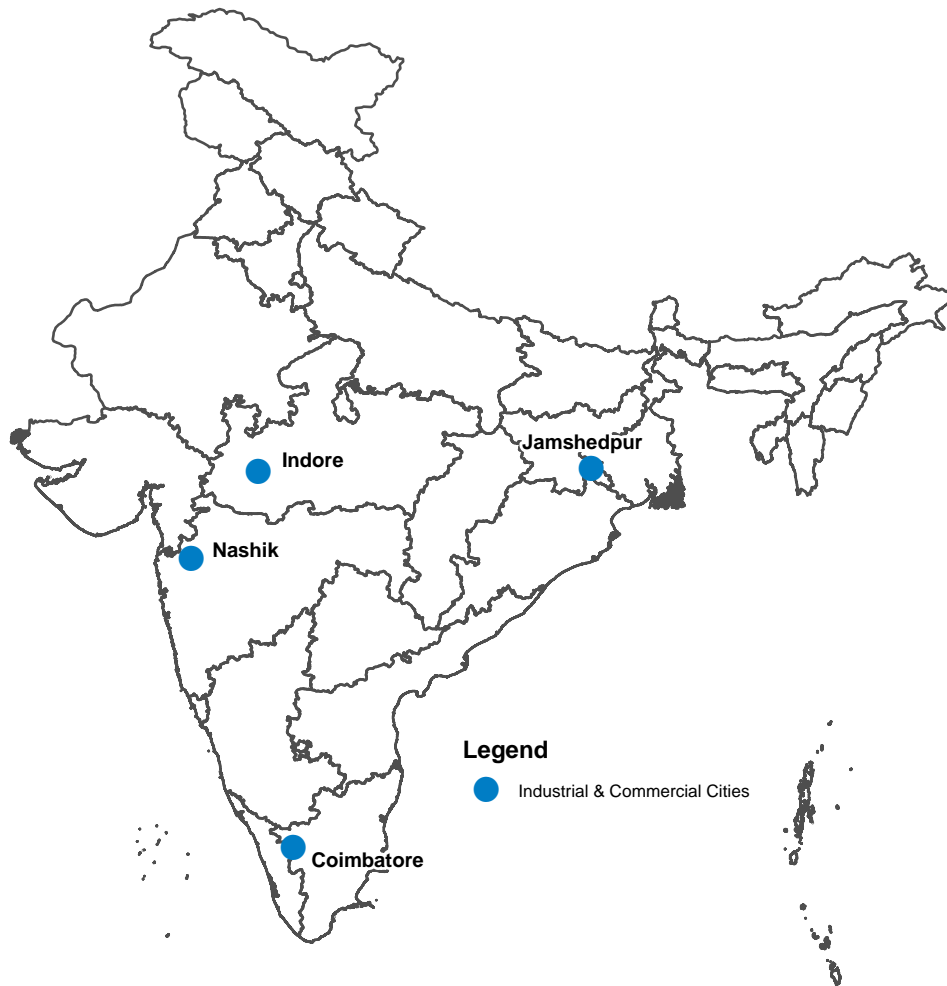 Jamshedpur
Indore
Nashik
Legend
Industrial & Commercial Cities
Coimbatore